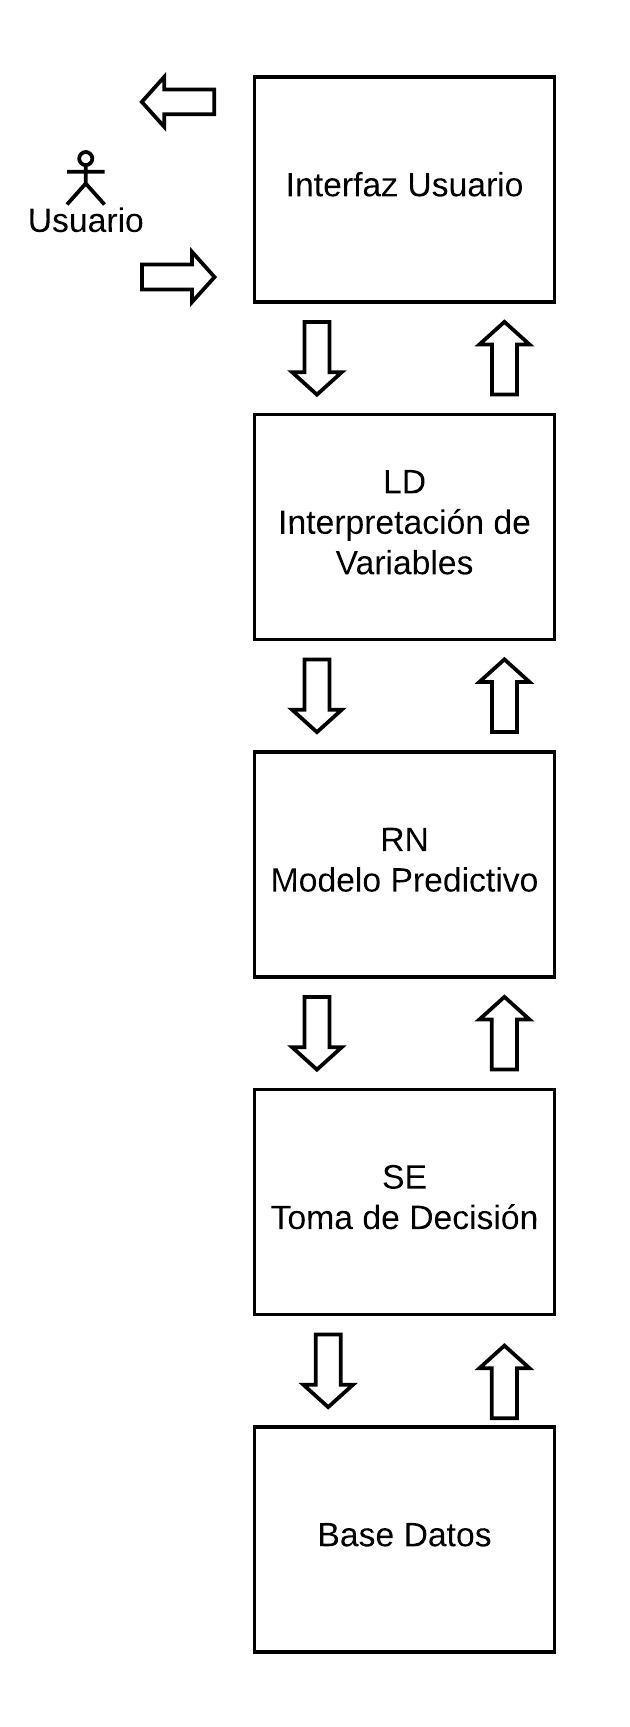 Interfaz Usuario
Usuario
LD
Interpretación de
Variables
RN
Modelo Predictivo
SE
Toma de Decisión
Base Datos